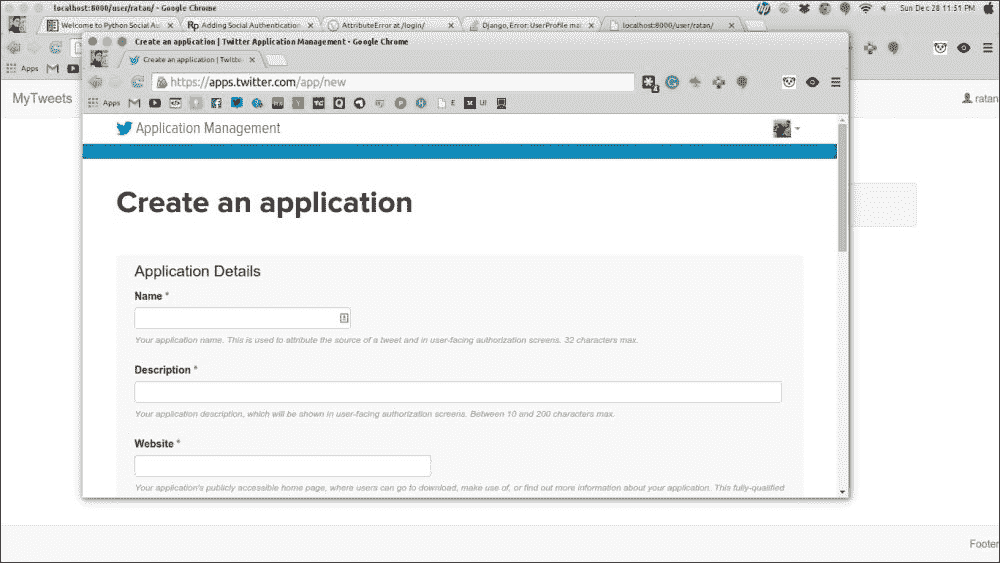 localhost:8000/user/ratan/ - Google Chrome
Sun Dec 28 11:31 PM
Welcome to Python Social Au
Adding Social Authentication
AttributeError at /login/
Django, Error: UserProfile mat
localhost:8000/user/ratan/
Create an application | Twitter Application Management - Google Chrome
Create an application | Twitte
https://apps.twitter.com/app/new
Apps
Apps
E
UI
MyTweets
ratan
Application Management
Create an application
Application Details
Name *
Your application name. This is used to attribute the source of a tweet and in user-facing authorization screens. 32 characters max.
Description *
Your application description, which will be shown in user-facing authorization screens. Between 10 and 200 characters max.
Website *
Your application's publicly accessible home page, where users can go to download, make use of, or find out more information about your application. This fully-qualified
Footer